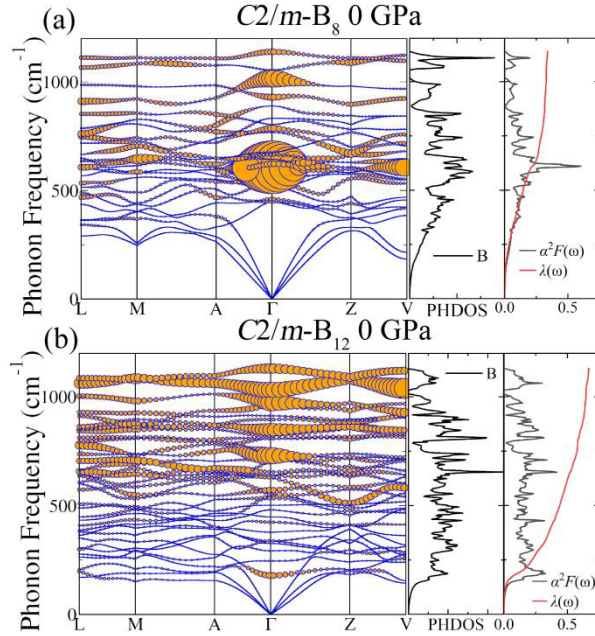 (a) C2/m-B₈ 0 GPa
Phonon Frequency (cm⁻¹)
1000
500
0
L M A Γ Z V
B
PHDOS
α²F(ω)
λ(ω)
0.0 0.5
(b) C2/m-B₁₂ 0 GPa
Phonon Frequency (cm⁻¹)
1000
500
0
L M A Γ Z V
B
PHDOS
α²F(ω)
λ(ω)
0.0 0.5